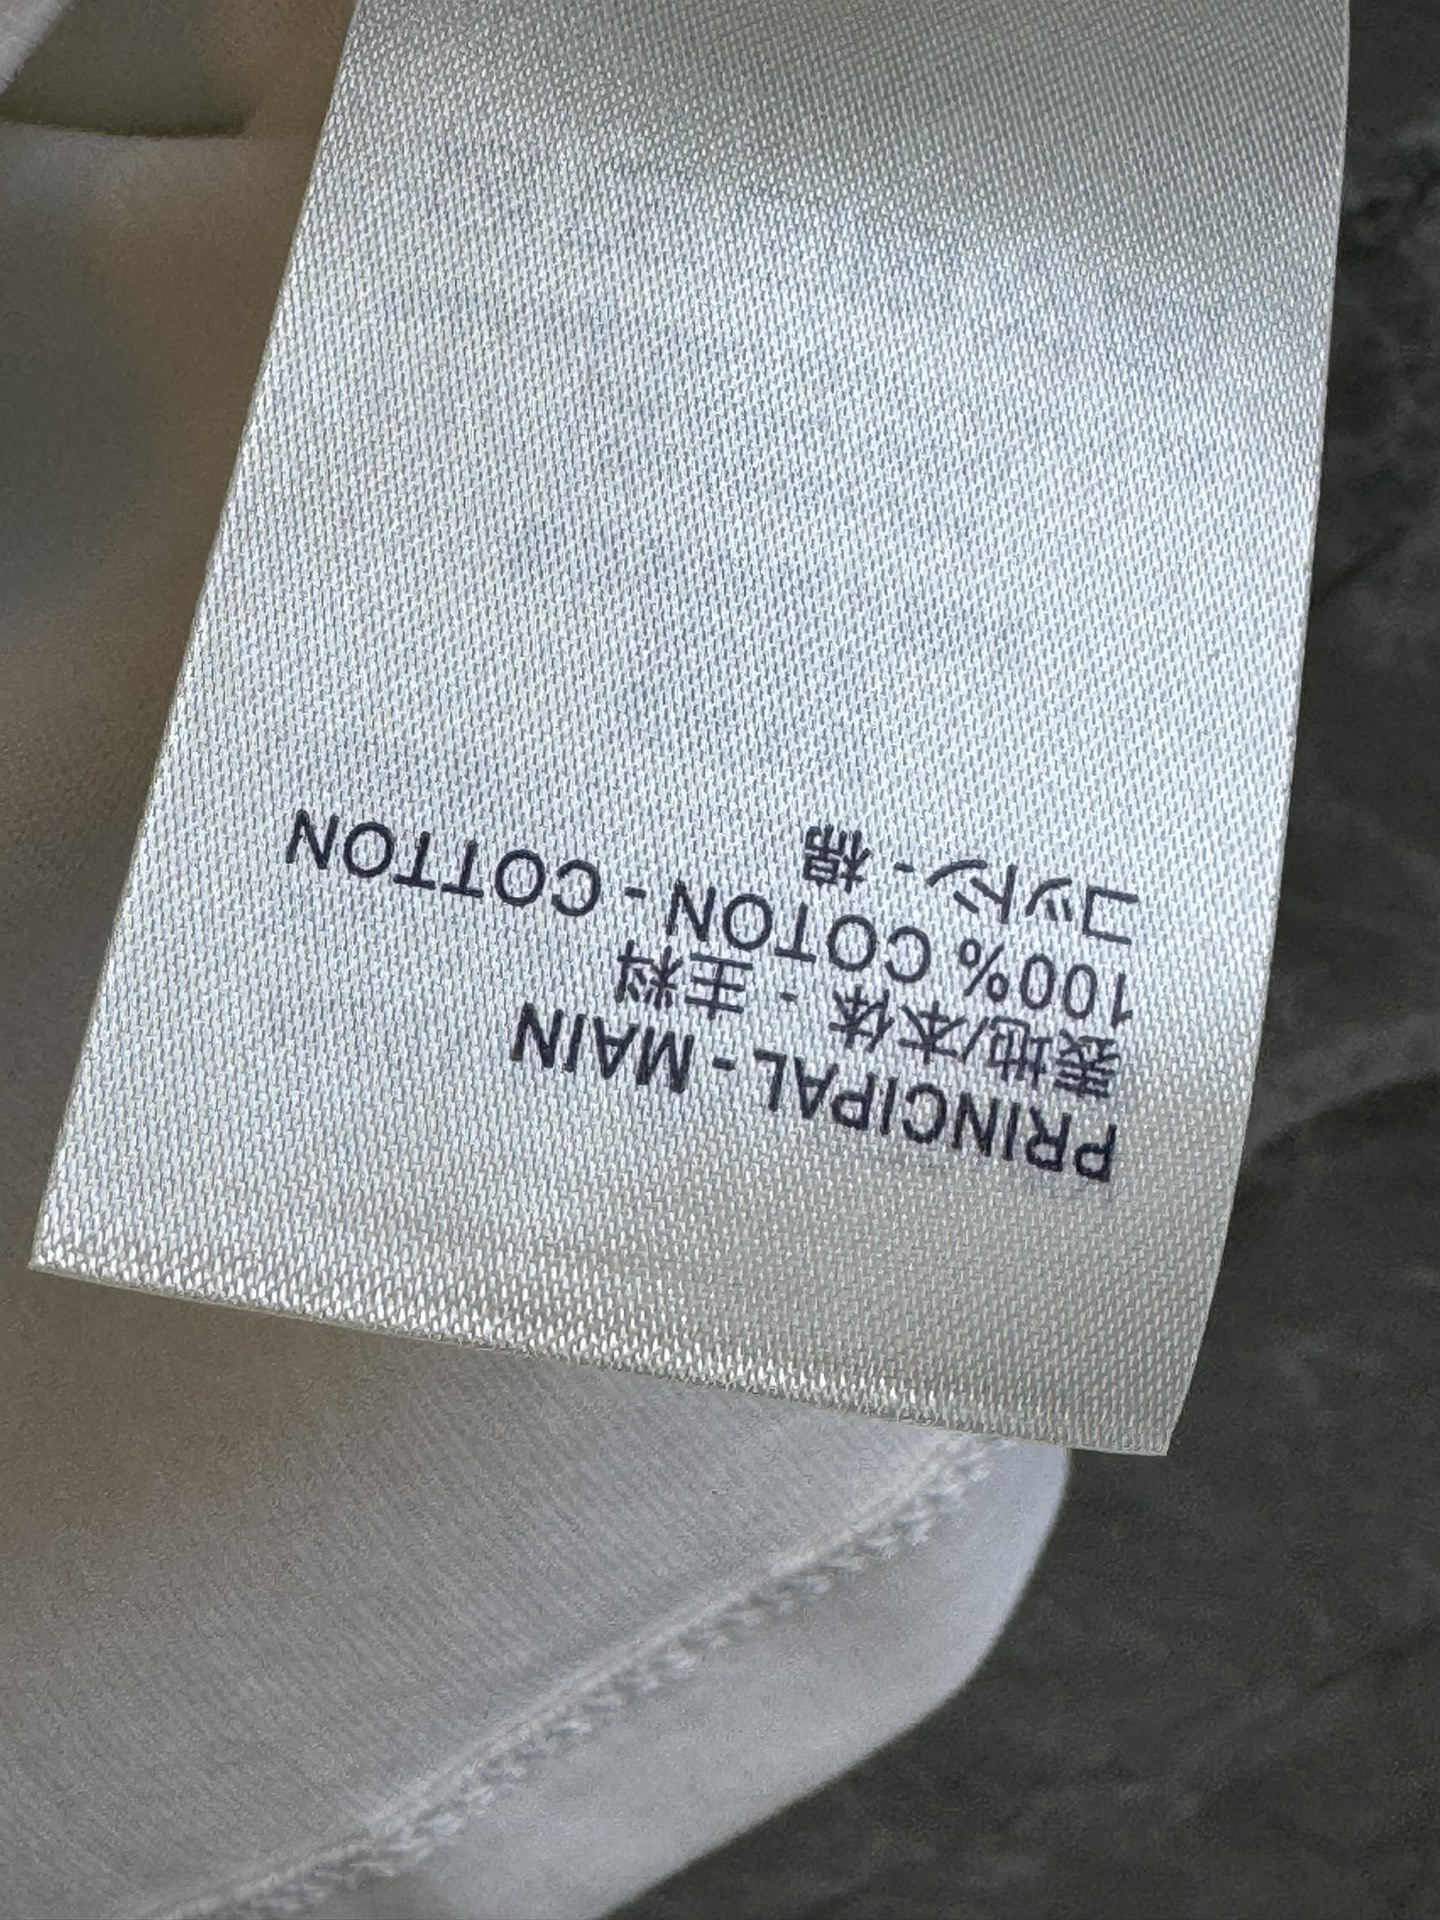 PRINCIPAL - MAIN
表地/本体 - 主料
100% COTON - COTTON
コットン - 棉